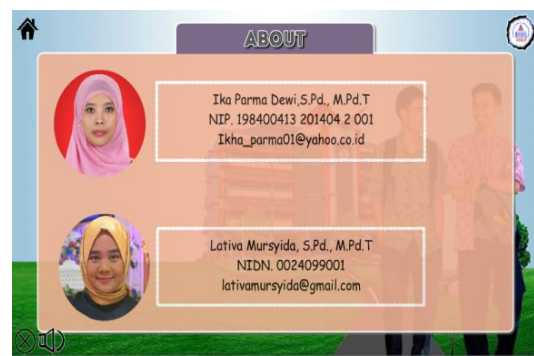 ABOUT
Ika Parma Dewi,S.Pd., M.Pd.T
NIP. 198400413 201404 2 001
Ikha_parma01@yahoo.co.id
Lativa Mursyida, S.Pd., M.Pd.T
NIDN. 0024099001
lativamursyida@gmail.com